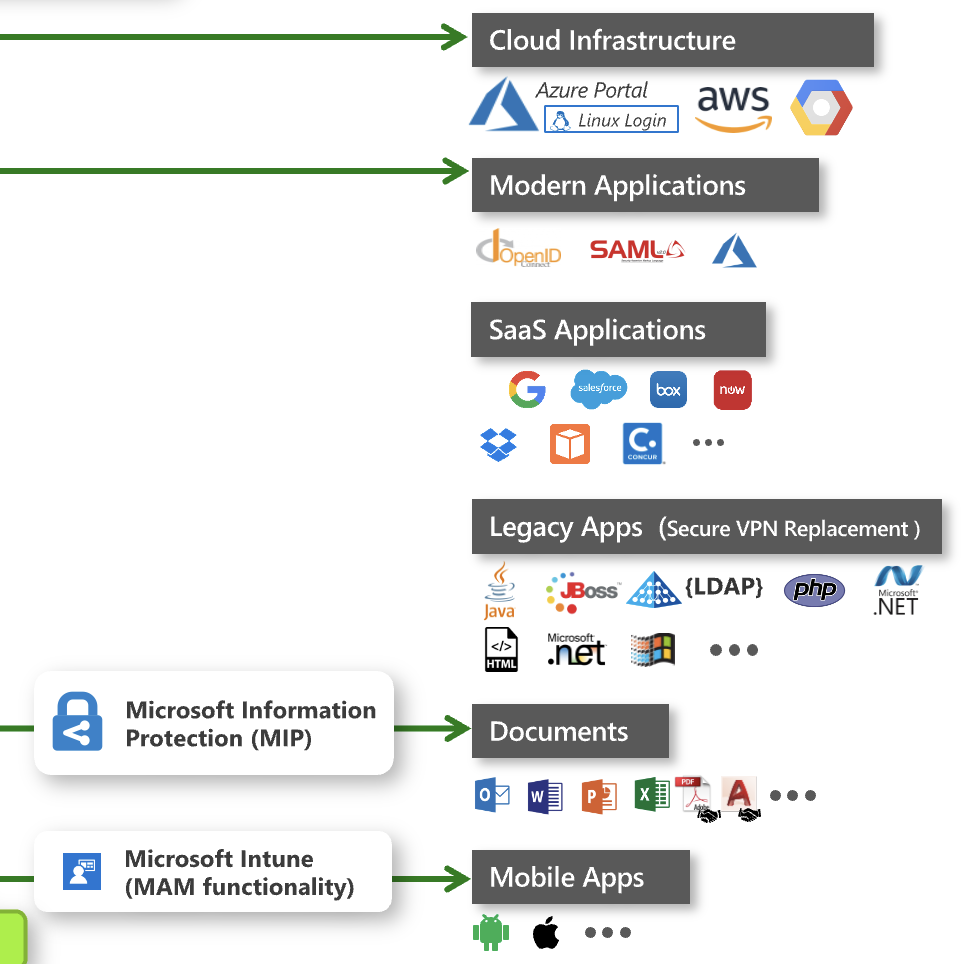 Cloud Infrastructure
Azure Portal
Linux Login
aws
Modern Applications
OpenID
Connect
SAML
SaaS Applications
G
salesforce
box
now
C.
CONCUR
Legacy Apps (Secure VPN Replacement )
Java
JBoss
{LDAP}
php
Microsoft
.NET
</>
HTML
Microsoft
.net
Microsoft Information
Protection (MIP)
Documents
O
W
P
X
PDF
Adobe
A
Microsoft Intune
(MAM functionality)
Mobile Apps